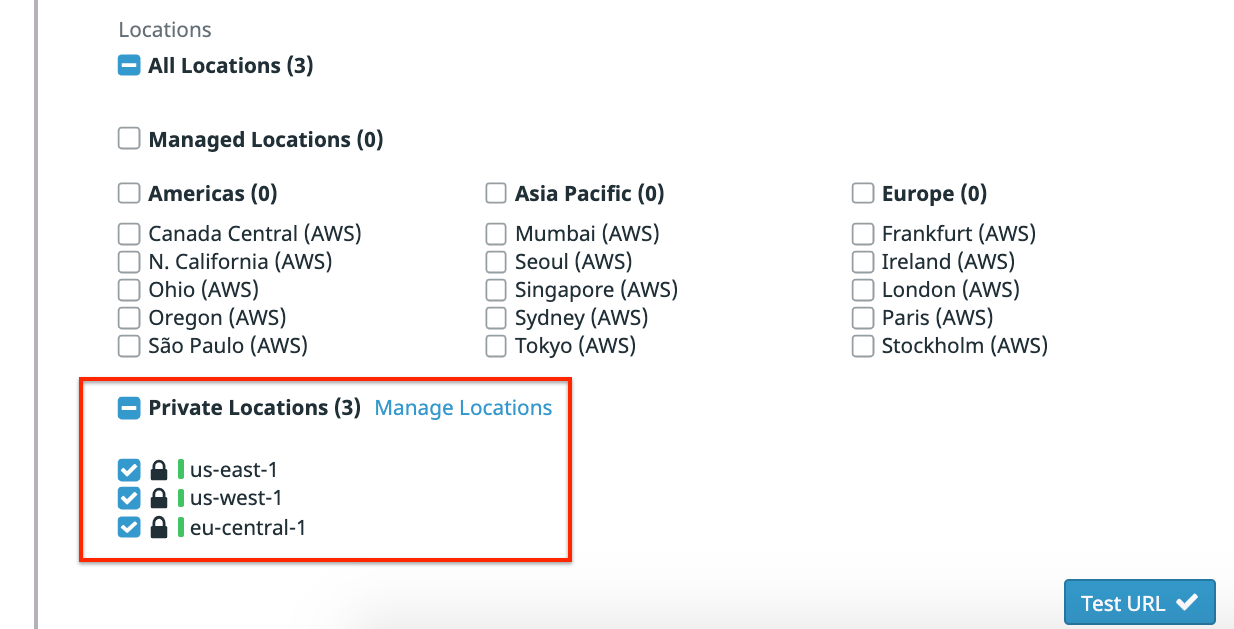 Locations
All Locations (3)
Managed Locations (0)
Americas (0)
Canada Central (AWS)
N. California (AWS)
Ohio (AWS)
Oregon (AWS)
São Paulo (AWS)
Asia Pacific (0)
Mumbai (AWS)
Seoul (AWS)
Singapore (AWS)
Sydney (AWS)
Tokyo (AWS)
Europe (0)
Frankfurt (AWS)
Ireland (AWS)
London (AWS)
Paris (AWS)
Stockholm (AWS)
Private Locations (3) Manage Locations
us-east-1
us-west-1
eu-central-1
Test URL